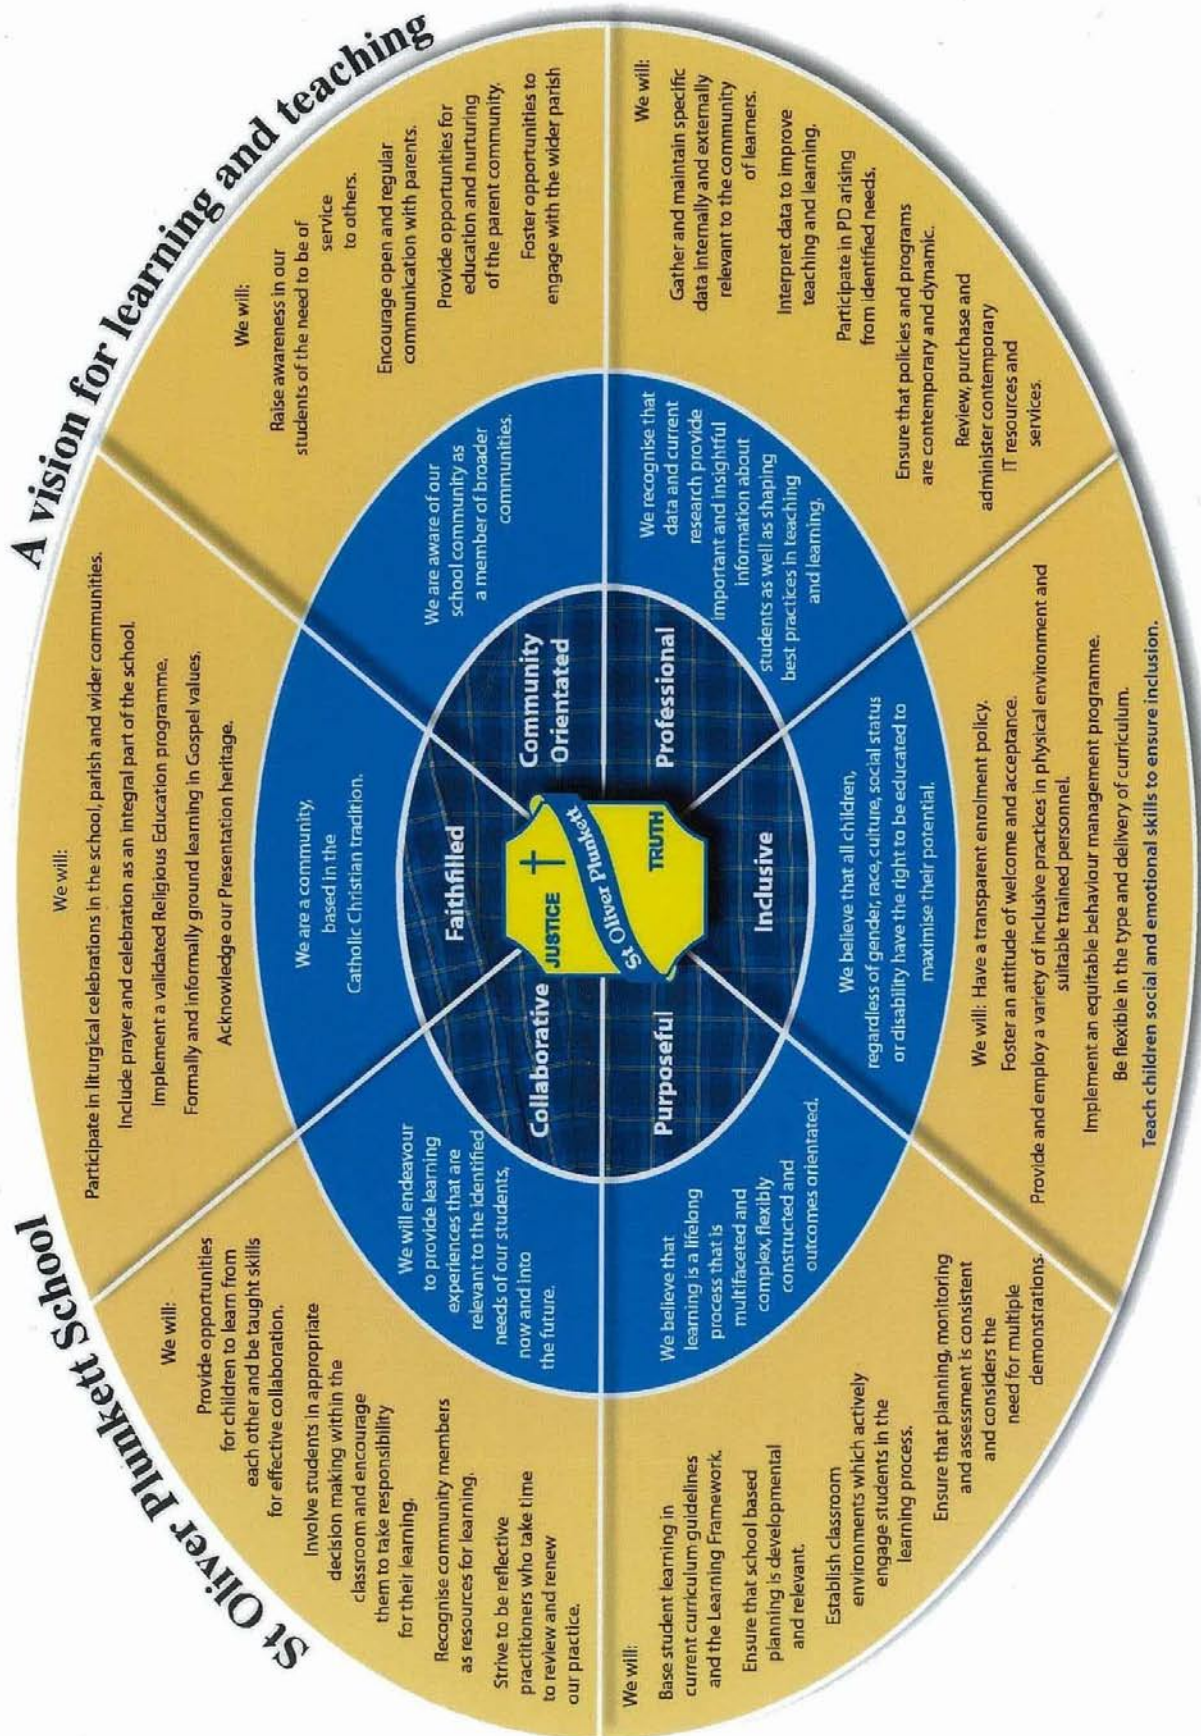 St Oliver Plunkett School
A vision for learning and teaching
We will:
Participate in liturgical celebrations in the school, parish and wider communities.
Include prayer and celebration as an integral part of the school.
Implement a validated Religious Education programme.
Formally and informally ground learning in Gospel values.
Acknowledge our Presentation heritage.
We are a community,
based in the
Catholic Christian tradition.
Faithfilled
We will:
Raise awareness in our
students of the need to be of
service
to others.
Encourage open and regular
communication with parents.
Provide opportunities for
education and nurturing
of the parent community.
Foster opportunities to
engage with the wider parish
We are aware of our
school community as
a member of broader
communities.
Community
Orientated
We will:
Gather and maintain specific
data internally and externally
relevant to the community
of learners.
Interpret data to improve
teaching and learning.
Participate in PD arising
from identified needs.
Ensure that policies and programs
are contemporary and dynamic.
Review, purchase and
administer contemporary
IT resources and
services.
We recognise that
data and current
research provide
important and insightful
information about
students as well as shaping
best practices in teaching
and learning.
Professional
Inclusive
We believe that all children,
regardless of gender, race, culture, social status
or disability have the right to be educated to
maximise their potential.
We will: Have a transparent enrolment policy.
Foster an attitude of welcome and acceptance.
Provide and employ a variety of inclusive practices in physical environment and
suitable trained personnel.
Implement an equitable behaviour management programme.
Be flexible in the type and delivery of curriculum.
Teach children social and emotional skills to ensure inclusion.
Purposeful
We believe that
learning is a lifelong
process that is
multifaceted and
complex, flexibly
constructed and
outcomes orientated.
We will:
Base student learning in
current curriculum guidelines
and the Learning Framework.
Ensure that school based
planning is developmental
and relevant.
Establish classroom
environments which actively
engage students in the
learning process.
Ensure that planning, monitoring
and assessment is consistent
and considers the
need for multiple
demonstrations.
Collaborative
We will endeavour
to provide learning
experiences that are
relevant to the identified
needs of our students,
now and into
the future.
We will:
Provide opportunities
for children to learn from
each other and be taught skills
for effective collaboration.
Involve students in appropriate
decision making within the
classroom and encourage
them to take responsibility
for their learning.
Recognise community members
as resources for learning.
Strive to be reflective
practitioners who take time
to review and renew
our practice.
JUSTICE
St Oliver Plunkett
TRUTH